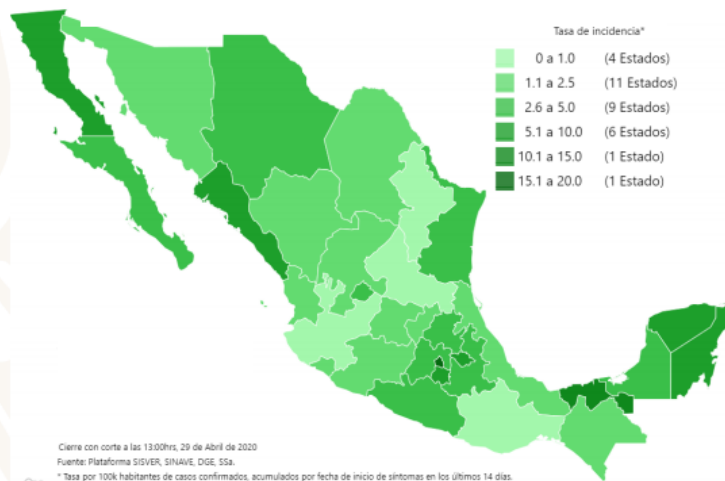 Tasa de incidencia*
0 a 1.0 (4 Estados)
1.1 a 2.5 (11 Estados)
2.6 a 5.0 (9 Estados)
5.1 a 10.0 (6 Estados)
10.1 a 15.0 (1 Estado)
15.1 a 20.0 (1 Estado)
Cierre con corte a las 13:00hrs, 29 de Abril de 2020
Fuente: Plataforma SISVER, SINAVE, DGE, SSa.
* Tasa por 100k habitantes de casos confirmados, acumulados por fecha de inicio de síntomas en los últimos 14 días.